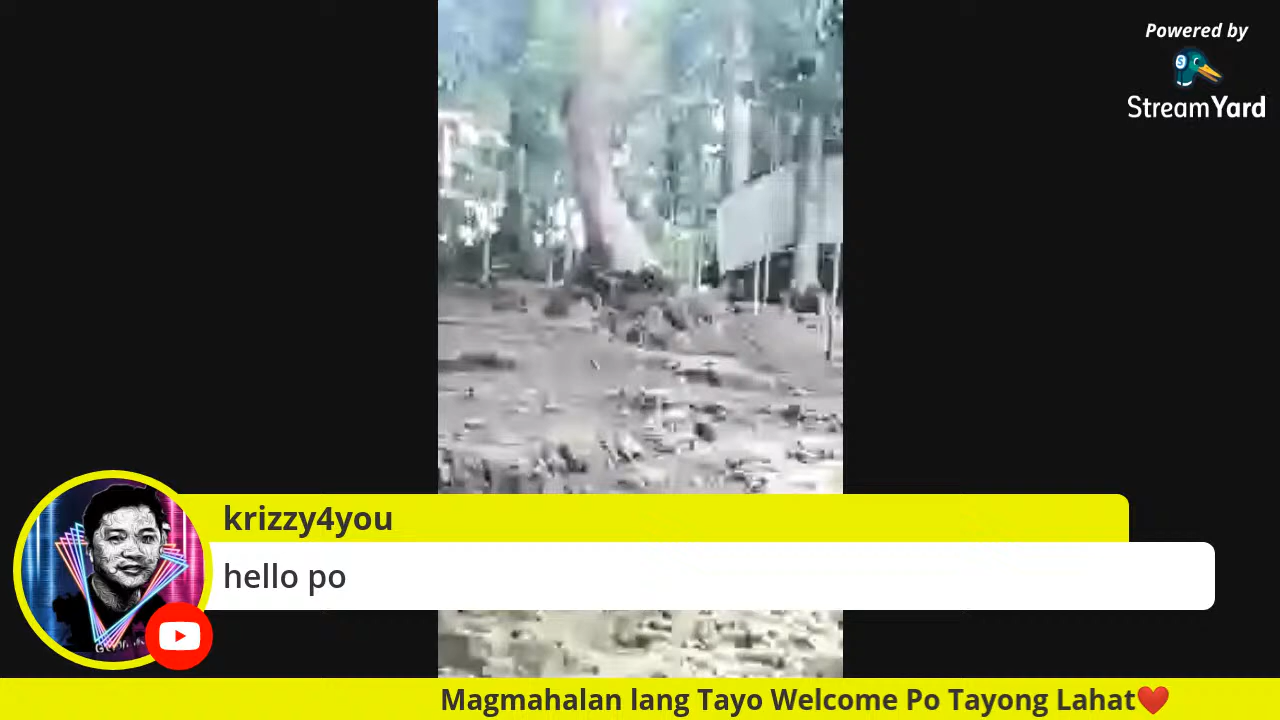 Powered by
StreamYard
krizzy4you
hello po
Magmahalan lang Tayo Welcome Po Tayong Lahat❤️